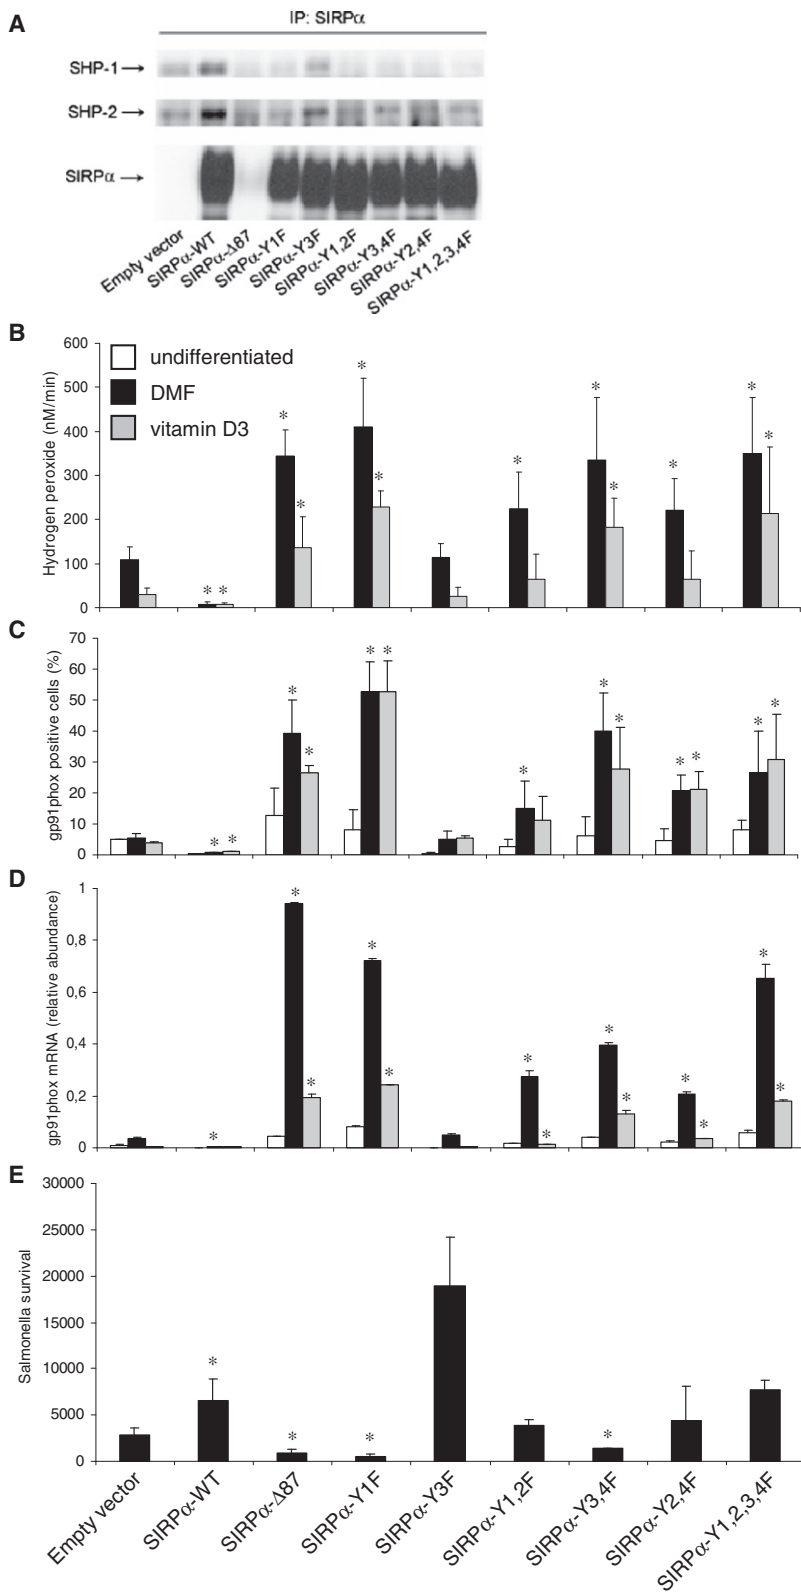 A
IP: SIRPα
SHP-1
SHP-2
SIRPα
Empty vector
SIRPα-WT
SIRPα-Δ87
SIRPα-Y1F
SIRPα-Y3F
SIRPα-Y1,2F
SIRPα-Y3,4F
SIRPα-Y2,4F
SIRPα-Y1,2,3,4F
B
Hydrogen peroxide (nM/min)
600
500
400
300
200
100
0
undifferentiated
DMF
vitamin D3
* * * * * * * * * * * *
C
gp91phox positive cells (%)
70
60
50
40
30
20
10
0
* * * * * * * * * * * * *
D
gp91phox mRNA (relative abundance)
1
0,8
0,6
0,4
0,2
0
* * * * * * * * * * * * *
E
Salmonella survival
30000
25000
20000
15000
10000
5000
0
* * * *
Empty vector
SIRPα-WT
SIRPα-Δ87
SIRPα-Y1F
SIRPα-Y3F
SIRPα-Y1,2F
SIRPα-Y3,4F
SIRPα-Y2,4F
SIRPα-Y1,2,3,4F